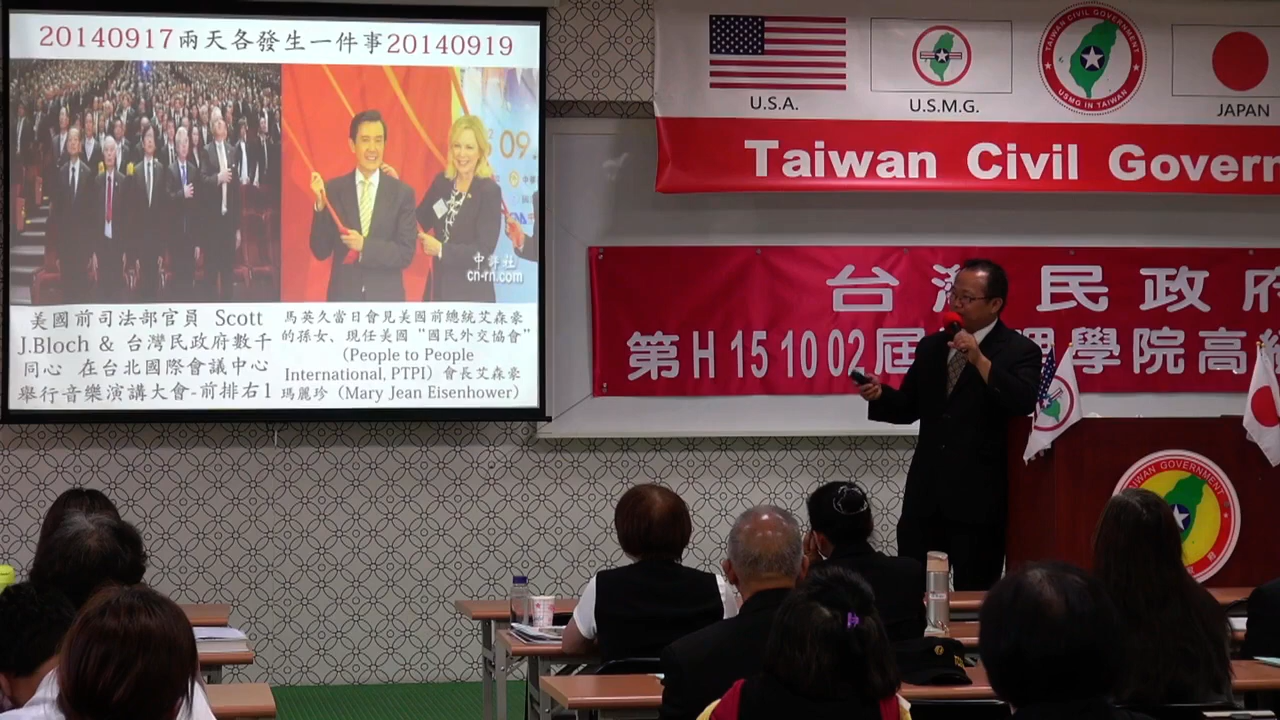 20140917兩天各發生一件事20140919
09.
中評社
cn-rn.com
美國前司法部官員 Scott
J.Bloch & 台灣民政府數千
同心 在台北國際會議中心
舉行音樂演講大會-前排右1
馬英久當日會見美國前總統艾森豪
的孫女、現任美國“國民外交協會”
(People to People
International, PTPI) 會長艾森豪
瑪麗珍 (Mary Jean Eisenhower)
U.S.A.
U.S.M.G.
TAIWAN CIVIL GOVERNMENT
USMG IN TAIWAN
JAPAN
Taiwan Civil Govern
台灣民政府
第H 15 10 02屆 理學院高
TAIWAN GOVERNMENT